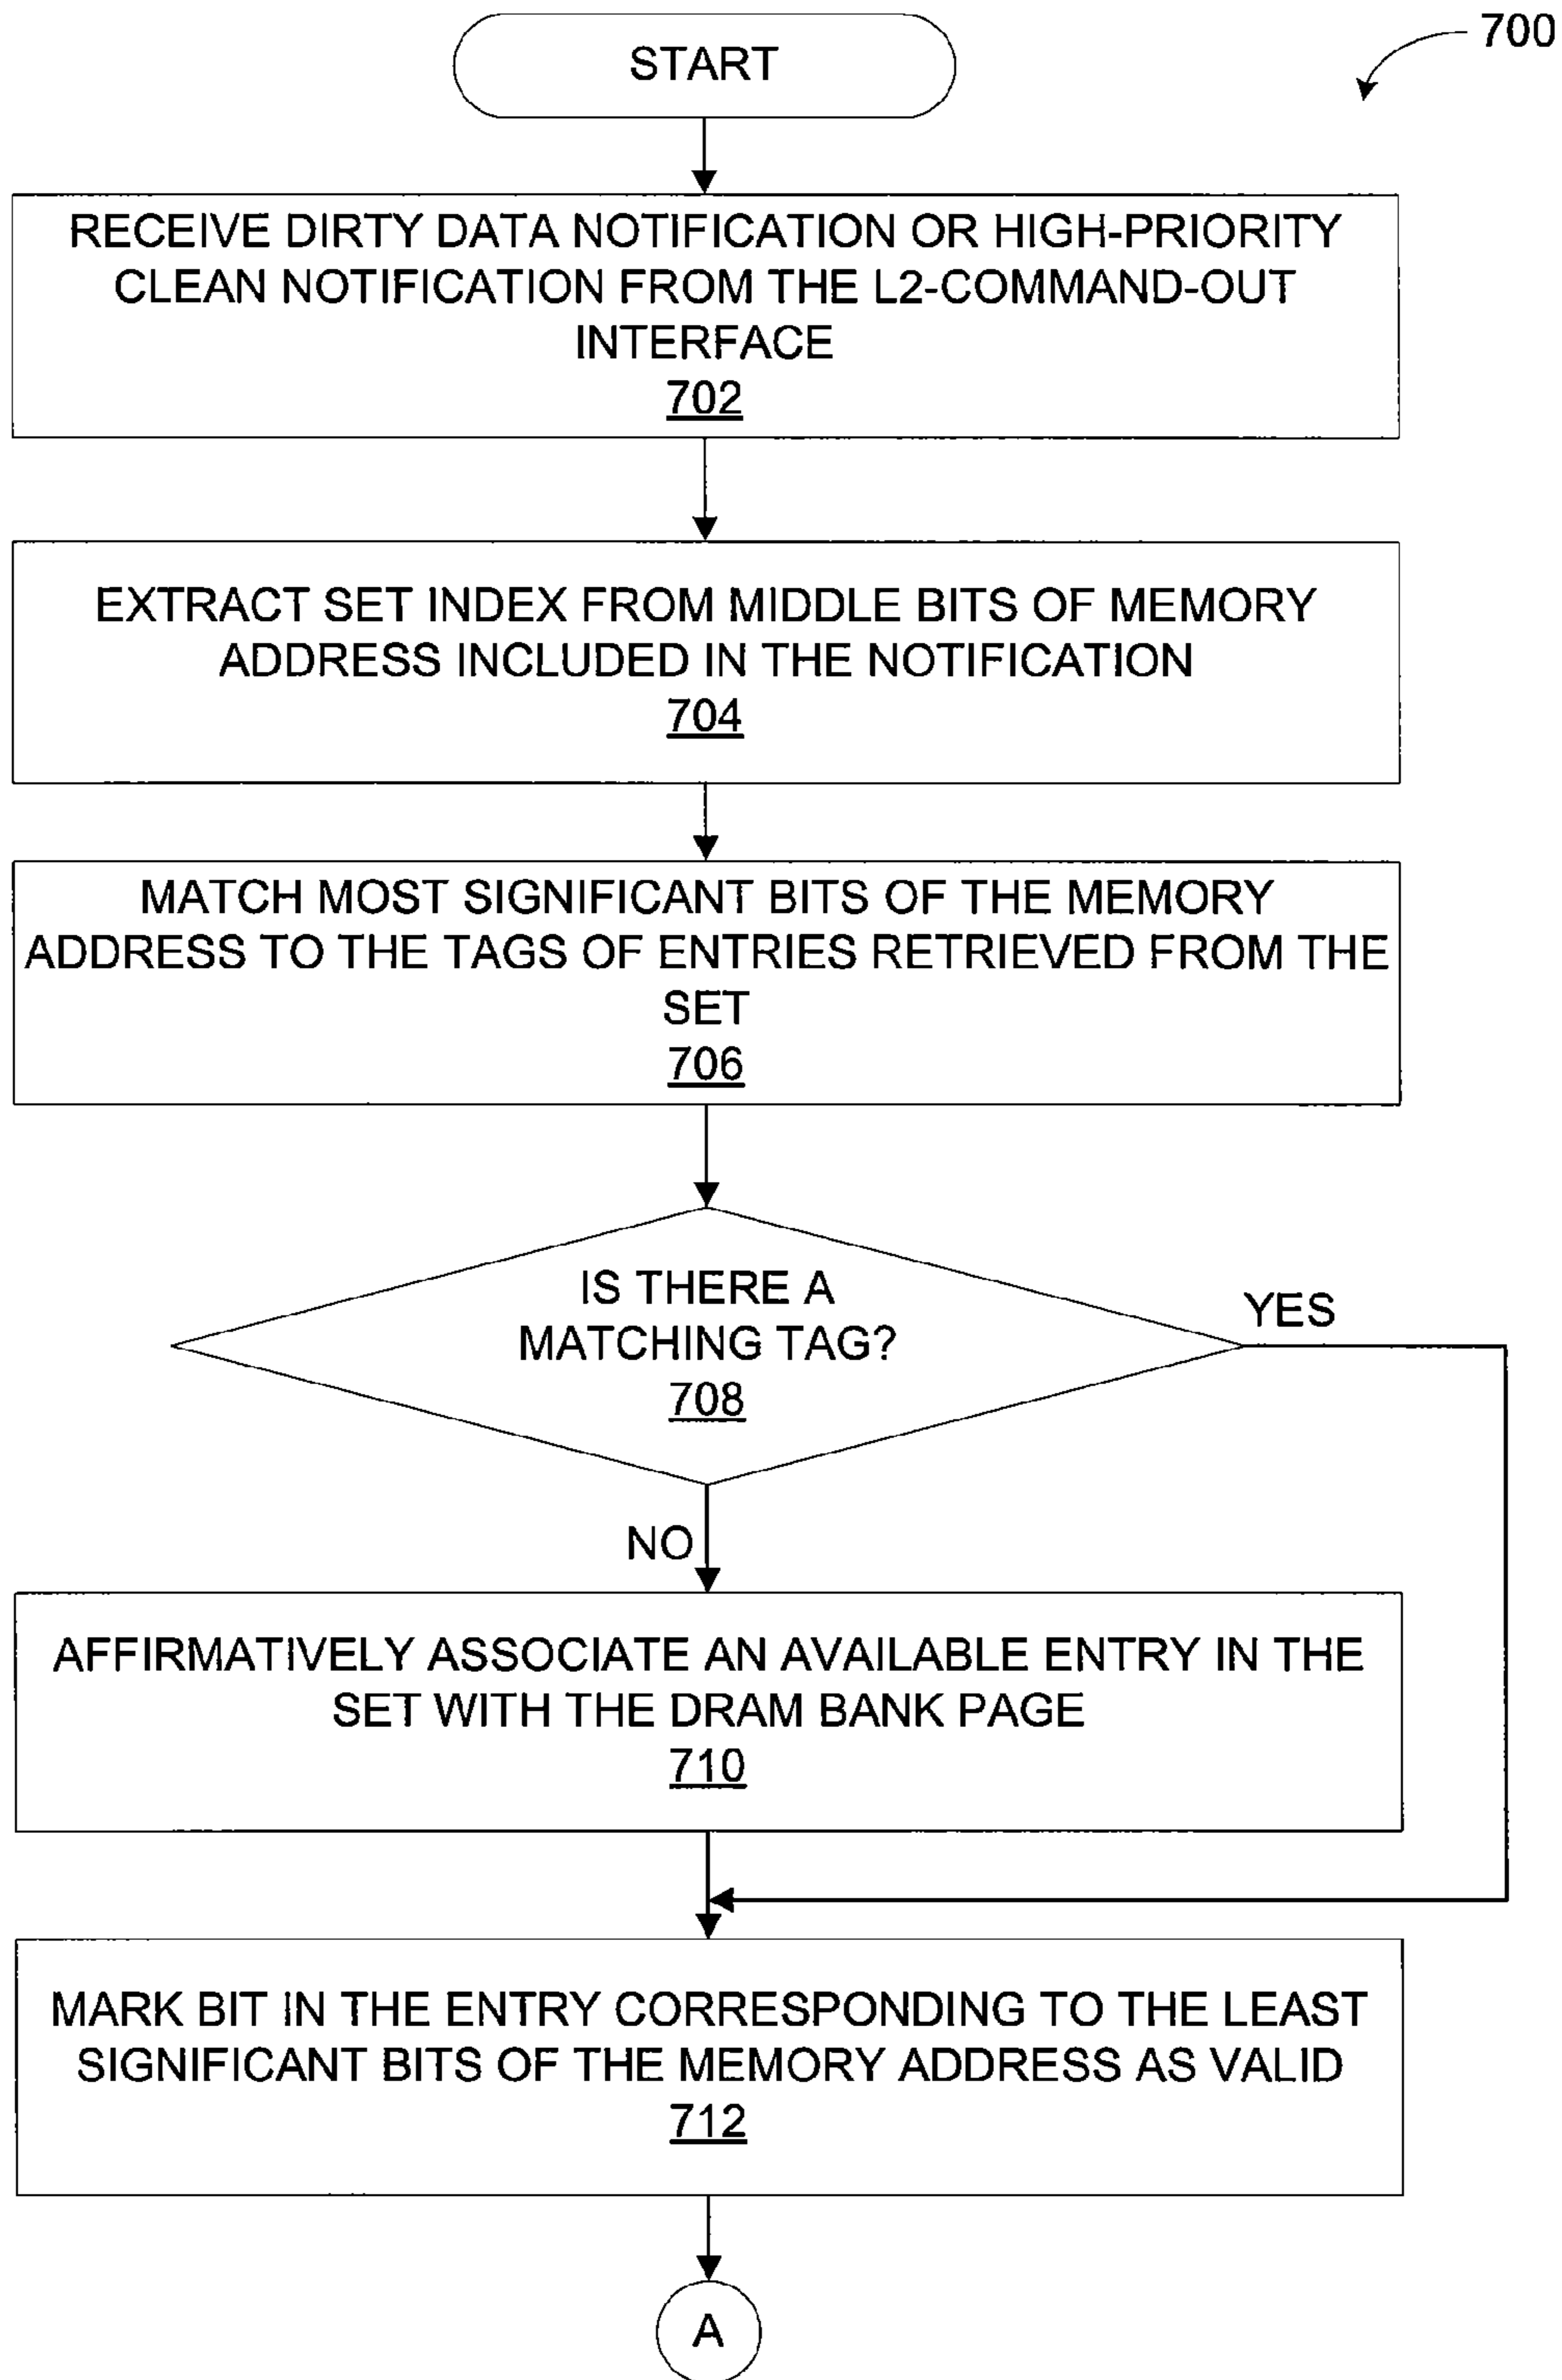 700
START
RECEIVE DIRTY DATA NOTIFICATION OR HIGH-PRIORITY
CLEAN NOTIFICATION FROM THE L2-COMMAND-OUT
INTERFACE
702
EXTRACT SET INDEX FROM MIDDLE BITS OF MEMORY
ADDRESS INCLUDED IN THE NOTIFICATION
704
MATCH MOST SIGNIFICANT BITS OF THE MEMORY
ADDRESS TO THE TAGS OF ENTRIES RETRIEVED FROM THE
SET
706
IS THERE A
MATCHING TAG?
708
YES
NO
AFFIRMATIVELY ASSOCIATE AN AVAILABLE ENTRY IN THE
SET WITH THE DRAM BANK PAGE
710
MARK BIT IN THE ENTRY CORRESPONDING TO THE LEAST
SIGNIFICANT BITS OF THE MEMORY ADDRESS AS VALID
712
A